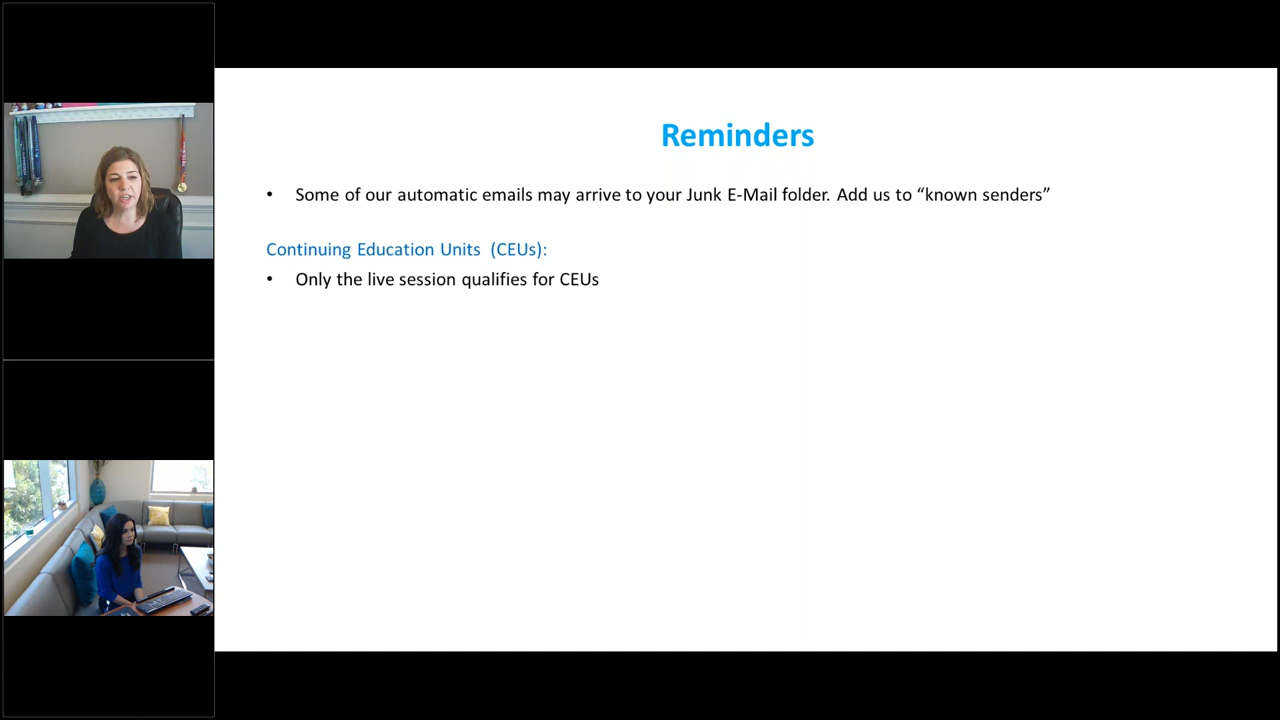 Reminders
• Some of our automatic emails may arrive to your Junk E-Mail folder. Add us to “known senders”
Continuing Education Units (CEUs):
• Only the live session qualifies for CEUs